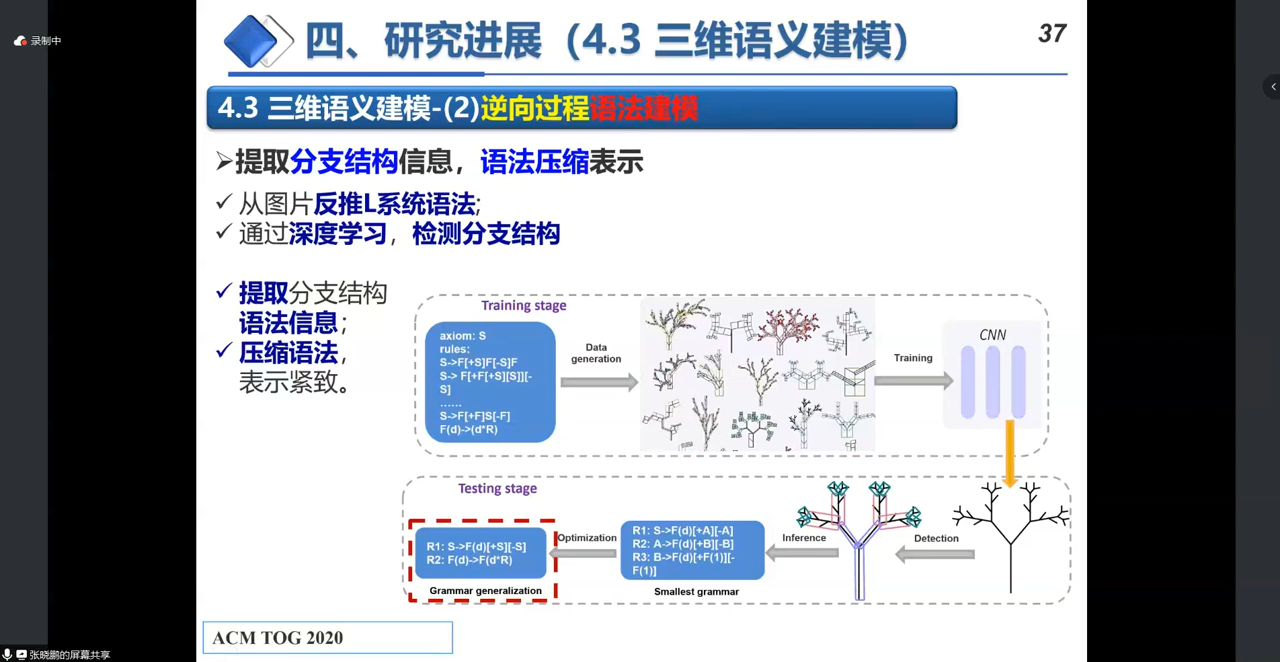 录制中
四、研究进展（4.3 三维语义建模）
37
4.3 三维语义建模-(2)逆向过程语法建模
➢提取分支结构信息，语法压缩表示
✓从图片反推L系统语法;
✓通过深度学习，检测分支结构
✓提取分支结构
语法信息；
✓压缩语法，
表示紧致。
Training stage
axiom: S
rules:
S->F[+S]F[-S]F
S-> F[+F[+S][S]][-
S]
......
S->F[+F]S[-F]
F(d)->(d*R)
Data
generation
Training
CNN
Testing stage
R1: S->F(d)[+S][-S]
R2: F(d)->F(d*R)
Grammar generalization
Optimization
R1: S->F(d)[+A][-A]
R2: A->F(d)[+B][-B]
R3: B->F(d)[+F(1)][-
F(1)]
Smallest grammar
Inference
Detection
ACM TOG 2020
张晓鹏的屏幕共享